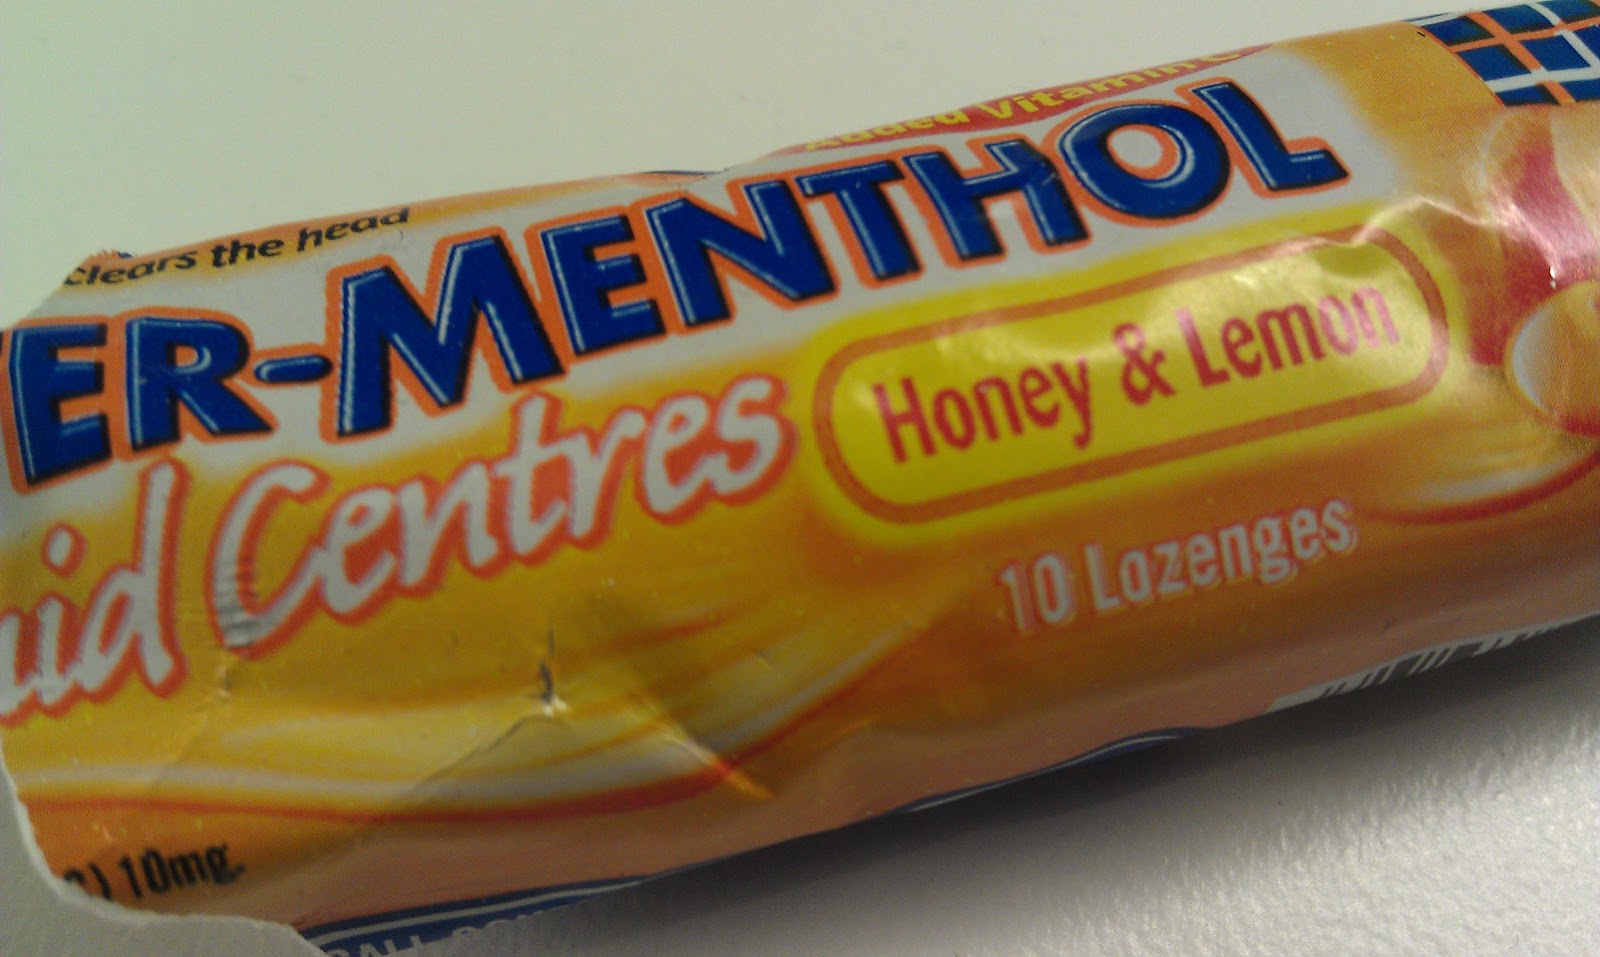 Added Vitamin C
clears the head
ER-MENTHOL
uid Centres
Honey & Lemon
10 Lozenges
) 10mg.